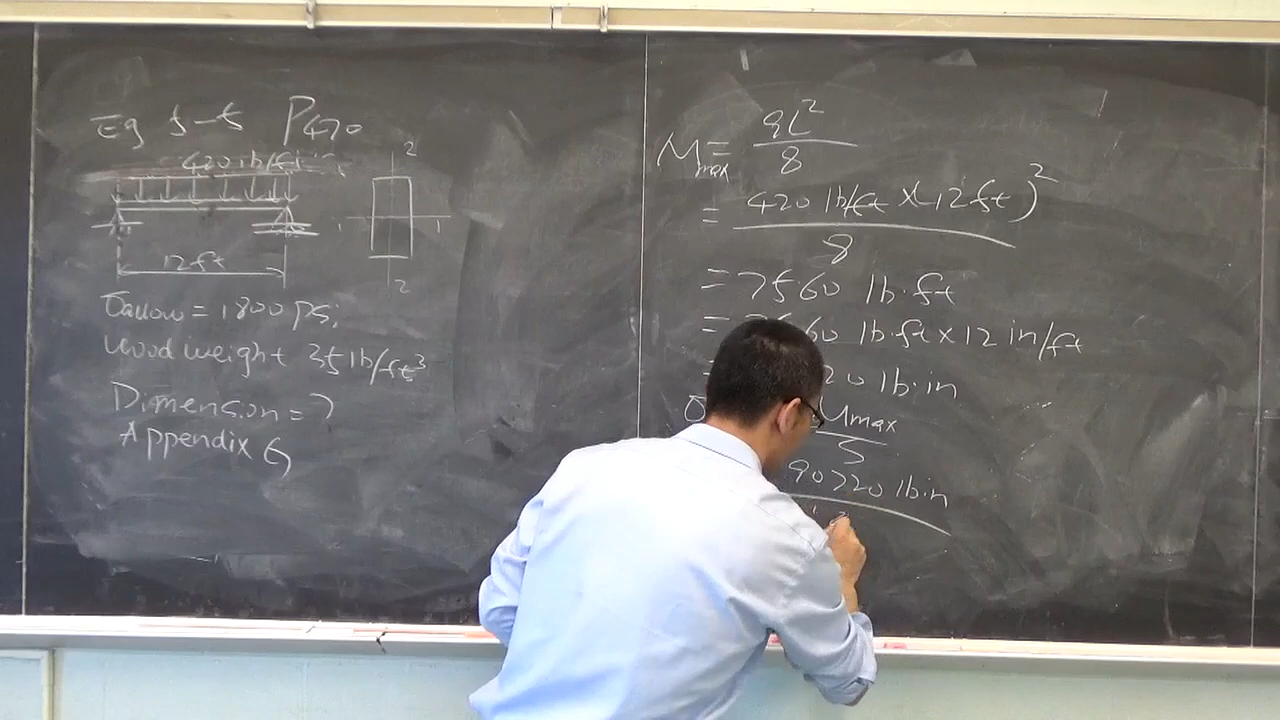 Eg 5-5 P470
420 lb/ft
2
1 1
12 ft
2
σallow = 1800 psi
Wood weight 35 lb/ft³
Dimension = ?
Appendix G
Mmax = qL²
8
= 420 lb/ft x (12 ft)²
8
= 7560 lb·ft
= 60 lb·ft x 12 in/ft
= 20 lb·in
σ Mmax
S
90720 lb·in